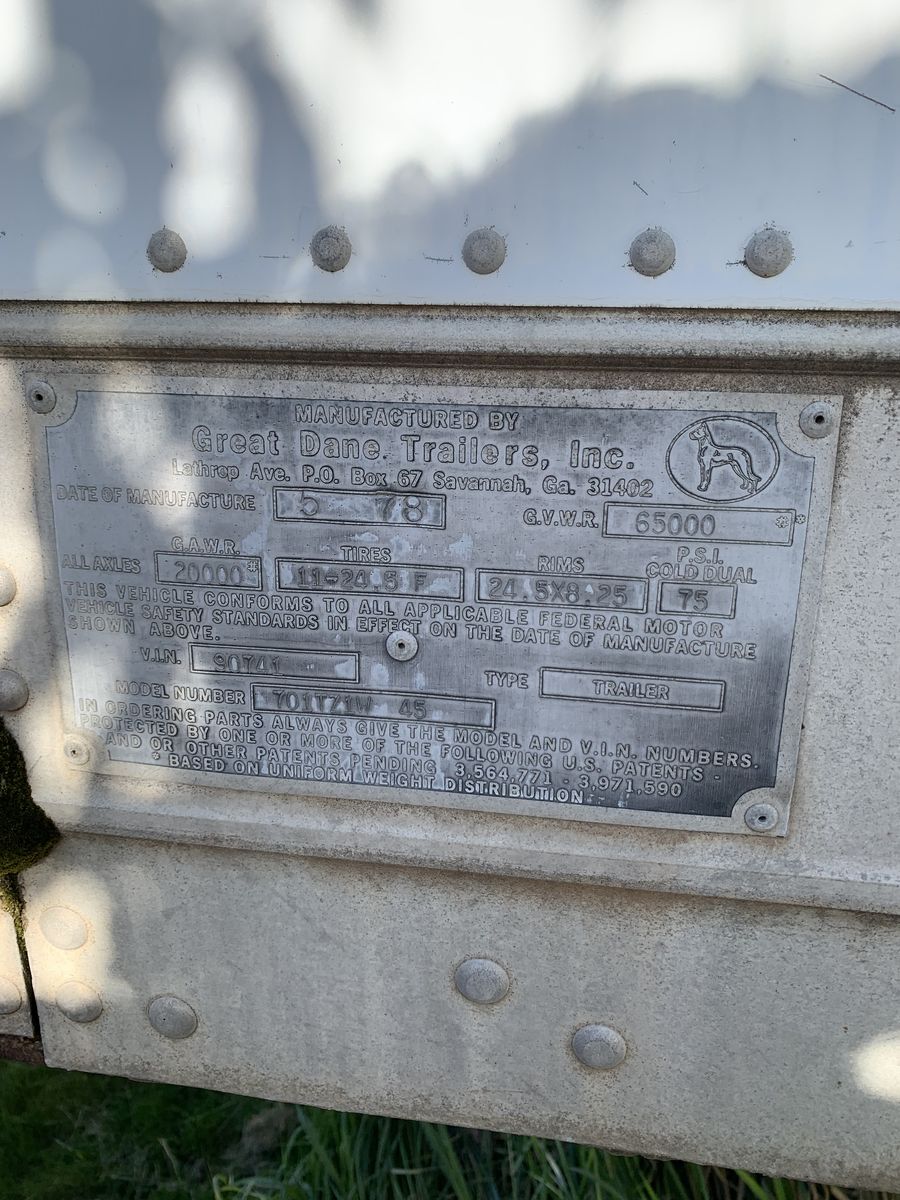 MANUFACTURED BY
Great Dane Trailers, Inc.
Lathrop Ave. P.O. Box 67 Savannah, Ga. 31402
DATE OF MANUFACTURE 5 78 G.V.W.R. 65000 **
G.A.W.R. TIRES RIMS P.S.I. COLD DUAL
ALL AXLES 20000* 11-24.5 F 24.5X8.25 75
THIS VEHICLE CONFORMS TO ALL APPLICABLE FEDERAL MOTOR
VEHICLE SAFETY STANDARDS IN EFFECT ON THE DATE OF MANUFACTURE
SHOWN ABOVE.
V.I.N. 90741 TYPE TRAILER
MODEL NUMBER 701TZ1W 45
IN ORDERING PARTS ALWAYS GIVE THE MODEL AND V.I.N. NUMBERS.
PROTECTED BY ONE OR MORE OF THE FOLLOWING U.S. PATENTS -
AND OR OTHER PATENTS PENDING 3,564,771 - 3,971,590
* BASED ON UNIFORM WEIGHT DISTRIBUTION